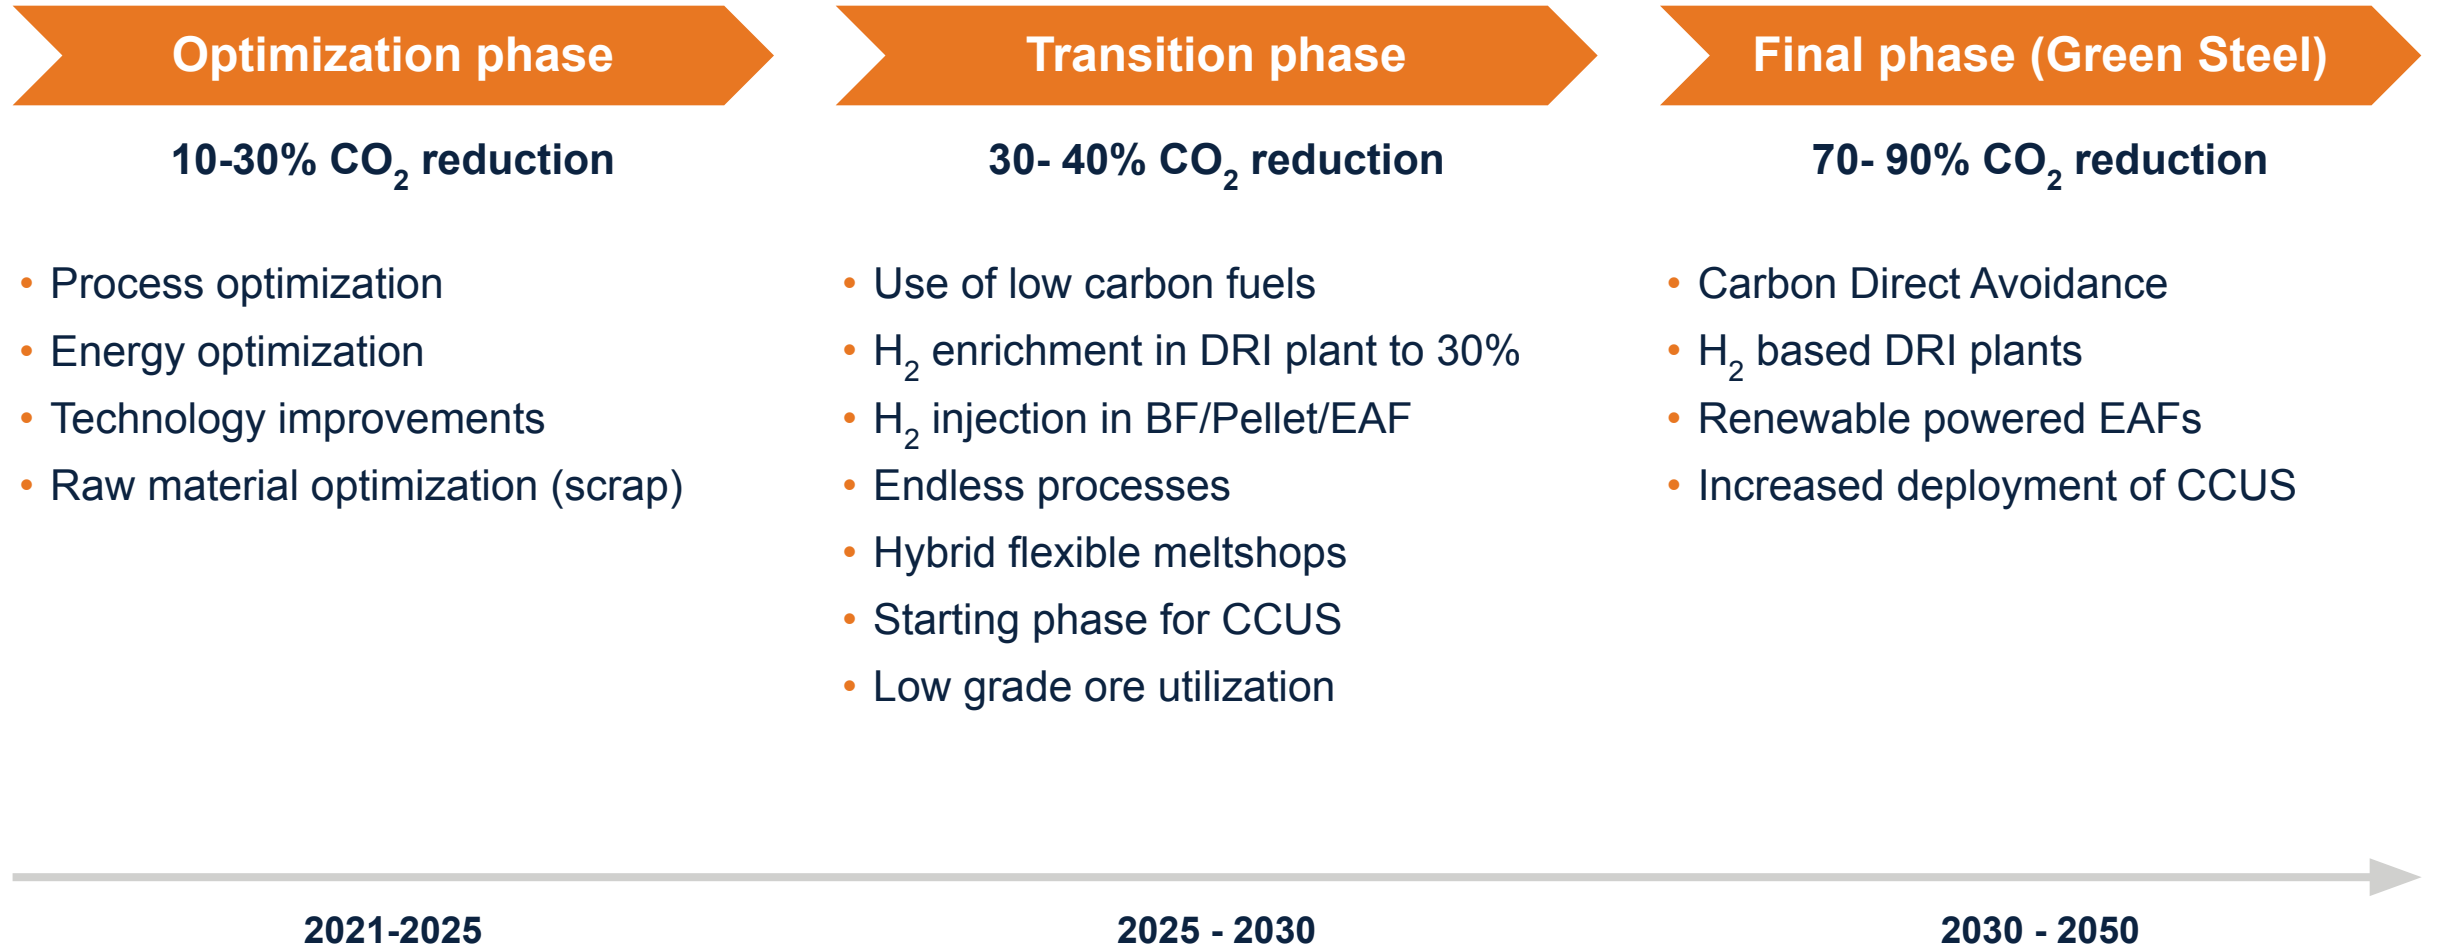 Optimization phase
10-30% CO₂ reduction
• Process optimization
• Energy optimization
• Technology improvements
• Raw material optimization (scrap)
2021-2025
Transition phase
30- 40% CO₂ reduction
• Use of low carbon fuels
• H₂ enrichment in DRI plant to 30%
• H₂ injection in BF/Pellet/EAF
• Endless processes
• Hybrid flexible meltshops
• Starting phase for CCUS
• Low grade ore utilization
2025 - 2030
Final phase (Green Steel)
70- 90% CO₂ reduction
• Carbon Direct Avoidance
• H₂ based DRI plants
• Renewable powered EAFs
• Increased deployment of CCUS
2030 - 2050